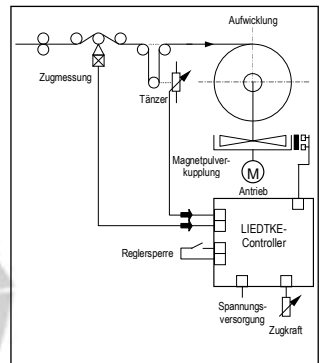 Aufwicklung
Zugmessung
Tänzer
Magnetpulver-
kupplung
M
Antrieb
LIEDTKE-
Controller
Reglersperre
Spannungs-
versorgung
Zugkraft